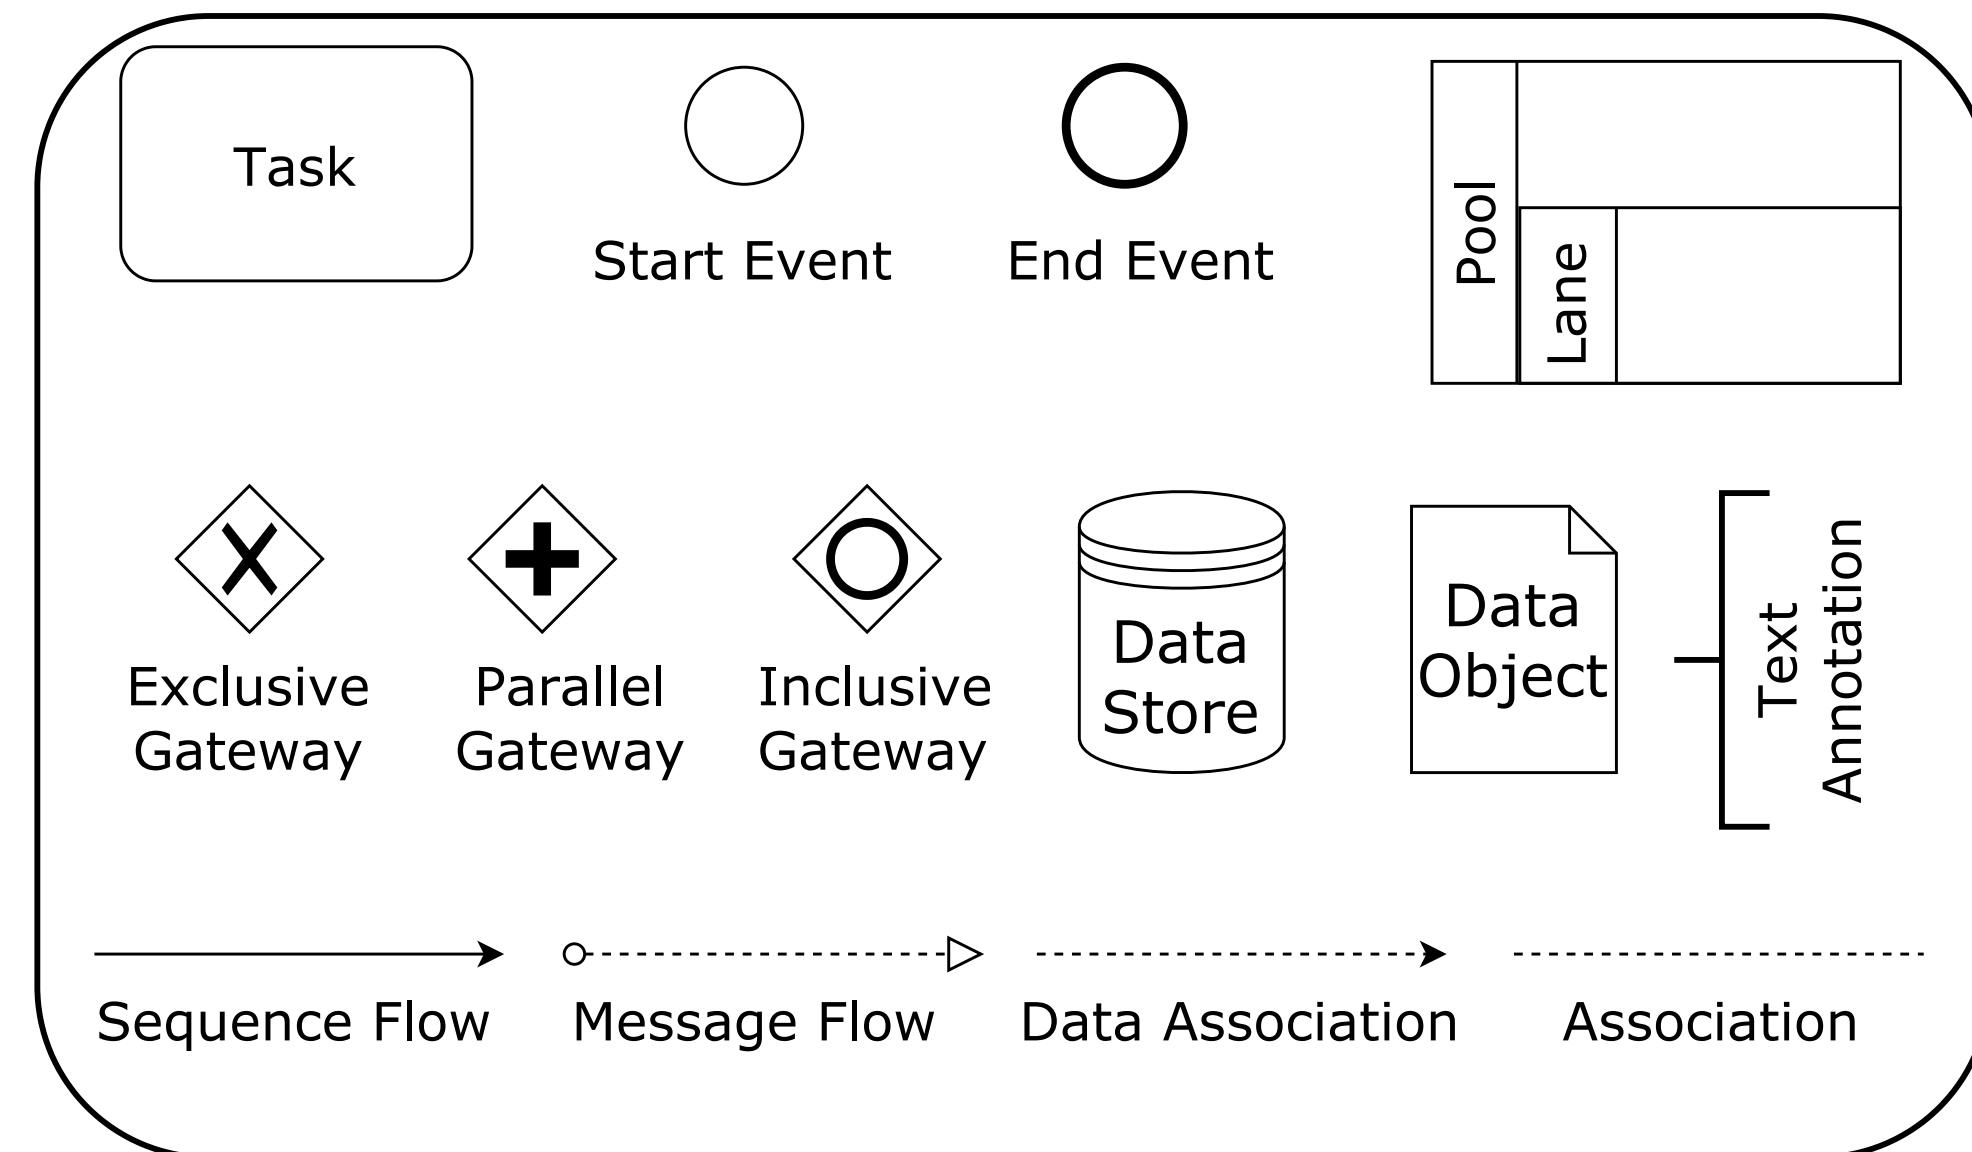 Task
Start Event
End Event
Pool
Lane
Exclusive
Gateway
Parallel
Gateway
Inclusive
Gateway
Data
Store
Data
Object
Text
Annotation
Sequence Flow
Message Flow
Data Association
Association